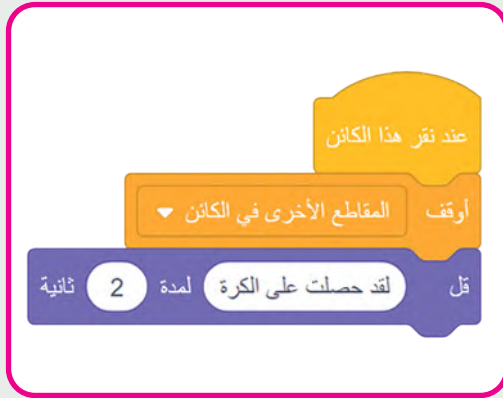 عند نقر هذا الكائن
أوقف المقاطع الأخرى في الكائن
قل لقد حصلت على الكرة لمدة 2 ثانية